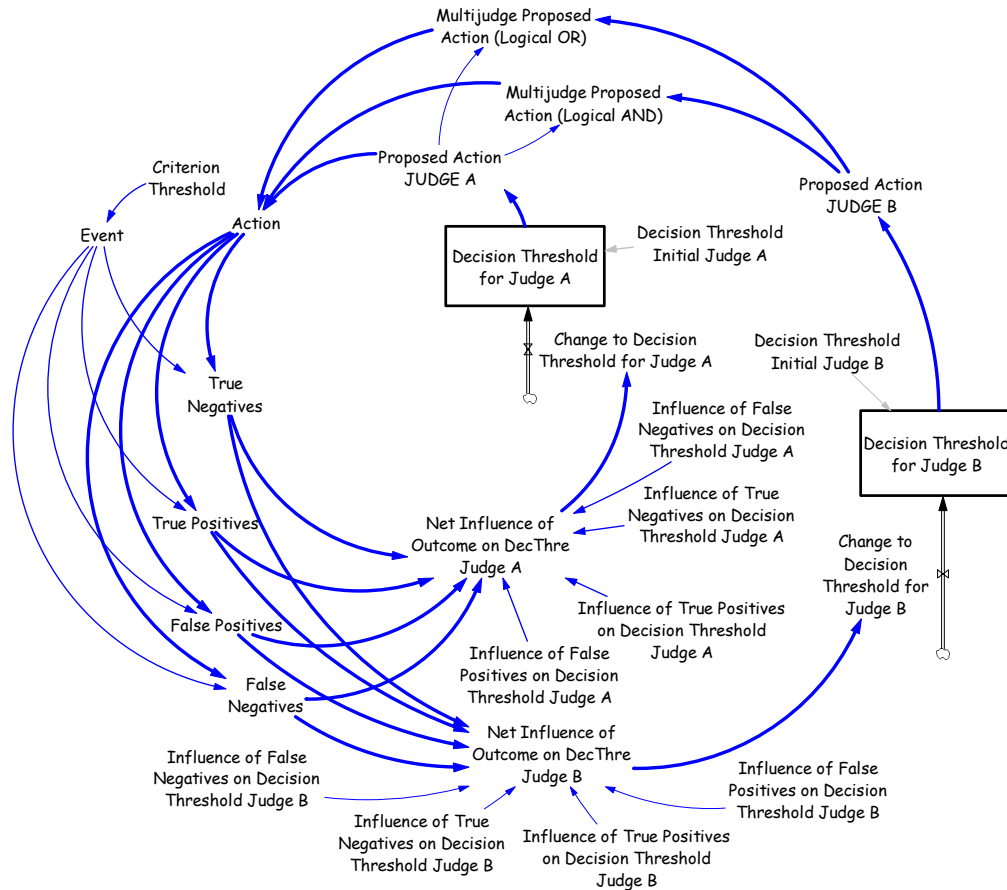 Multijudge Proposed
Action (Logical OR)
Multijudge Proposed
Action (Logical AND)
Criterion
Threshold
Proposed Action
JUDGE A
Proposed Action
JUDGE B
Event
Action
Decision Threshold
for Judge A
Decision Threshold
Initial Judge A
Change to Decision
Threshold for Judge A
Decision Threshold
Initial Judge B
True
Negatives
Influence of False
Negatives on Decision
Threshold Judge A
Decision Threshold
for Judge B
True Positives
Net Influence of
Outcome on DecThre
Judge A
Influence of True
Negatives on Decision
Threshold Judge A
Change to
Decision
Threshold for
Judge B
False Positives
Influence of True Positives
on Decision Threshold
Judge A
Influence of False
Positives on Decision
Threshold Judge A
False
Negatives
Net Influence of
Outcome on DecThre
Judge B
Influence of False
Negatives on Decision
Threshold Judge B
Influence of False
Positives on Decision
Threshold Judge B
Influence of True
Negatives on Decision
Threshold Judge B
Influence of True Positives
on Decision Threshold
Judge B